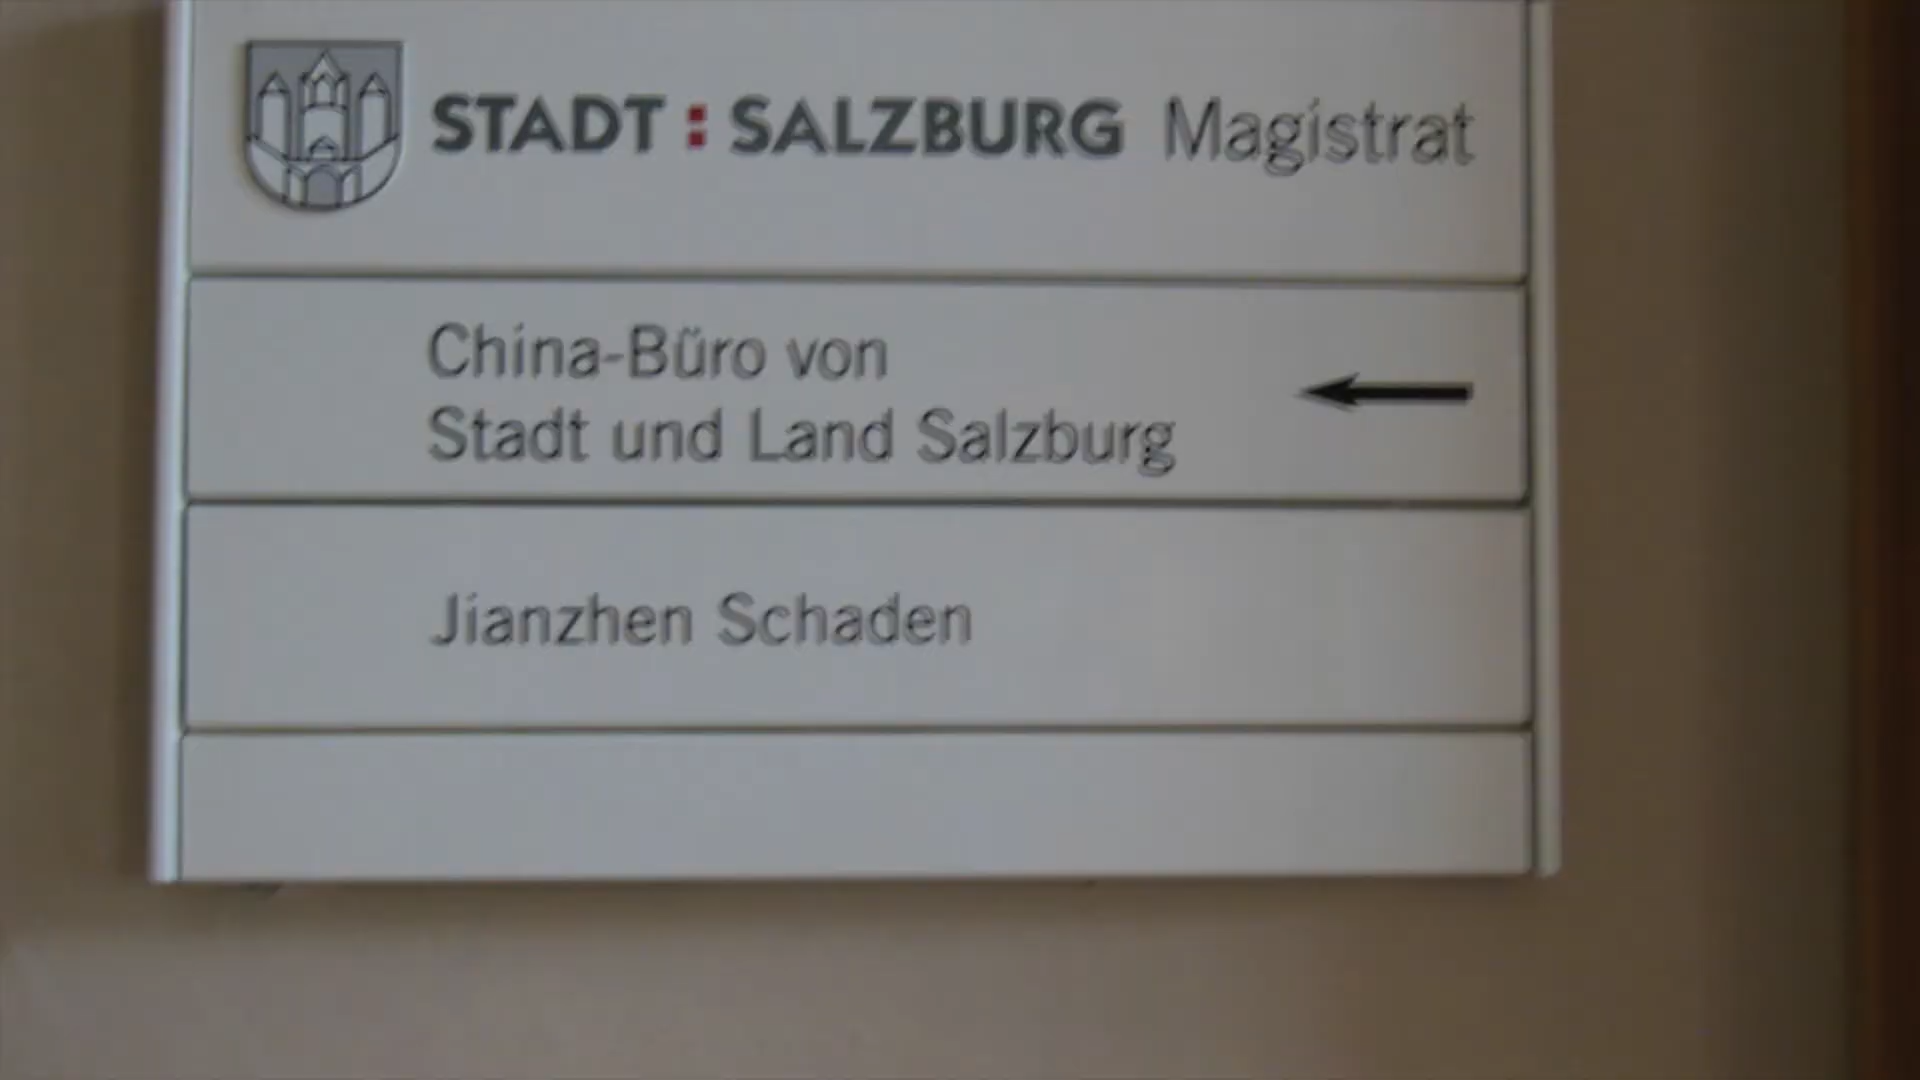 STADT : SALZBURG Magistrat
China-Büro von
Stadt und Land Salzburg
Jianzhen Schaden